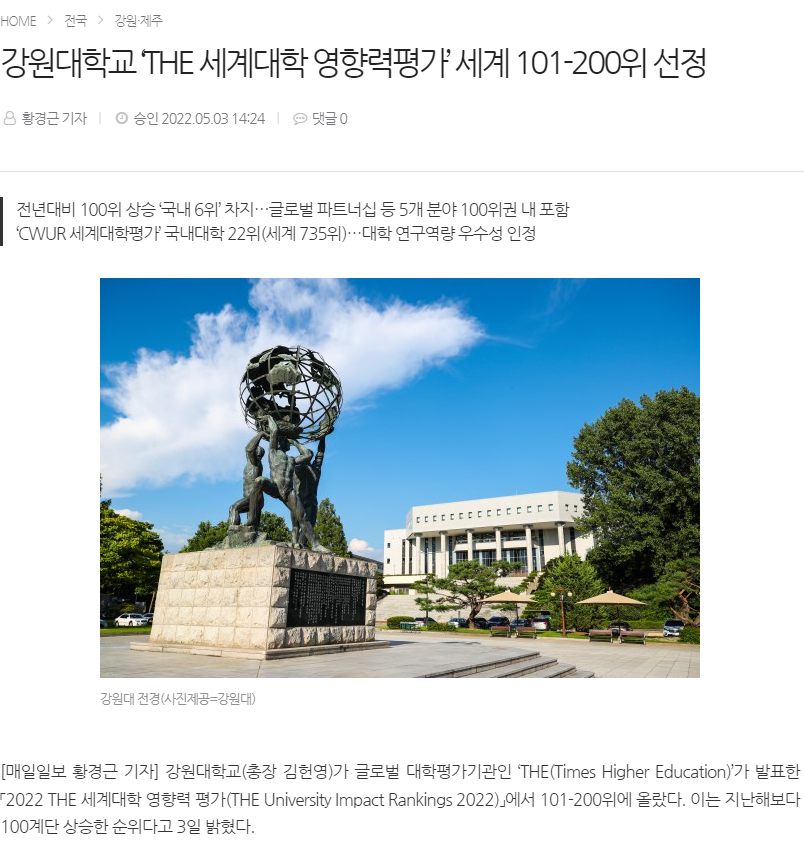 HOME > 전국 > 강원·제주
강원대학교 ‘THE 세계대학 영향력평가’ 세계 101-200위 선정
황경근 기자 | 승인 2022.05.03 14:24 | 댓글 0
전년대비 100위 상승 ‘국내 6위’ 차지…글로벌 파트너십 등 5개 분야 100위권 내 포함
‘CWUR 세계대학평가’ 국내대학 22위(세계 735위)…대학 연구역량 우수성 인정
강원대 전경(사진제공=강원대)
[매일일보 황경근 기자] 강원대학교(총장 김헌영)가 글로벌 대학평가기관인 ‘THE(Times Higher Education)’가 발표한
「2022 THE 세계대학 영향력 평가(THE University Impact Rankings 2022)」에서 101-200위에 올랐다. 이는 지난해보다
100계단 상승한 순위다고 3일 밝혔다.